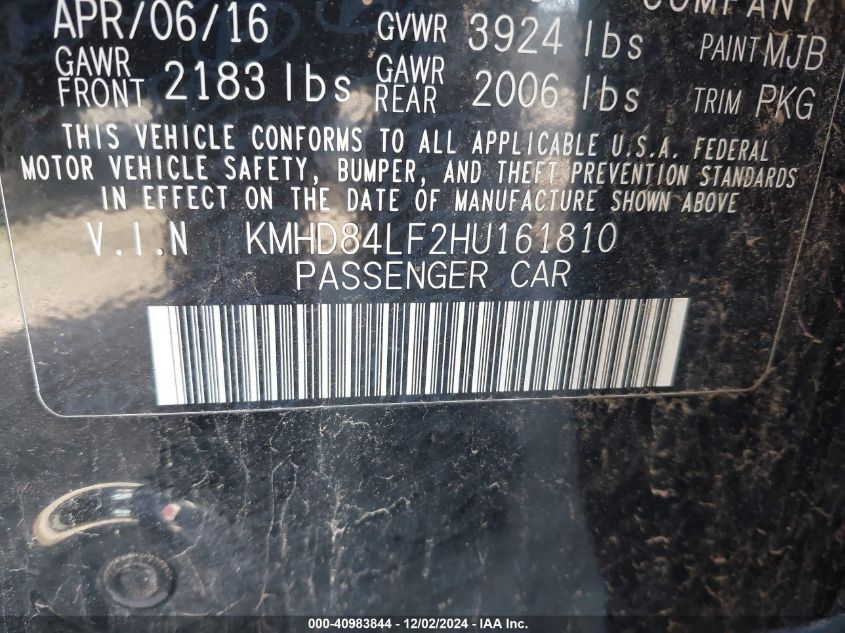 COMPANY
APR/06/16 GVWR 3924 lbs PAINT MJB
GAWR FRONT 2183 lbs GAWR REAR 2006 lbs TRIM PKG
THIS VEHICLE CONFORMS TO ALL APPLICABLE U.S.A. FEDERAL
MOTOR VEHICLE SAFETY, BUMPER, AND THEFT PREVENTION STANDARDS
IN EFFECT ON THE DATE OF MANUFACTURE SHOWN ABOVE
V.I.N KMHD84LF2HU161810
PASSENGER CAR
000-40983844 - 12/02/2024 - IAA Inc.